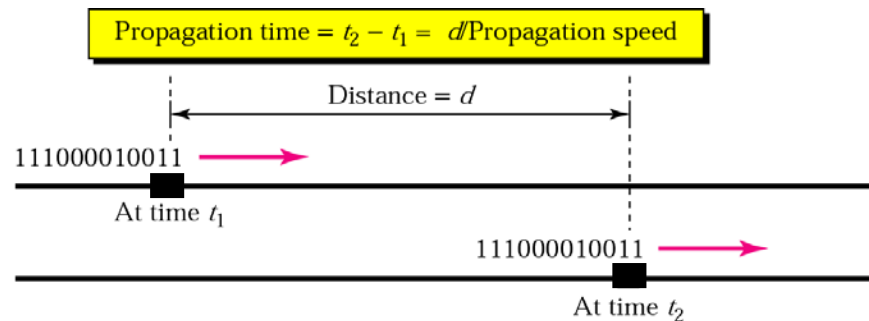 Propagation time = t₂ − t₁ = d/Propagation speed
Distance = d
111000010011
At time t₁
111000010011
At time t₂